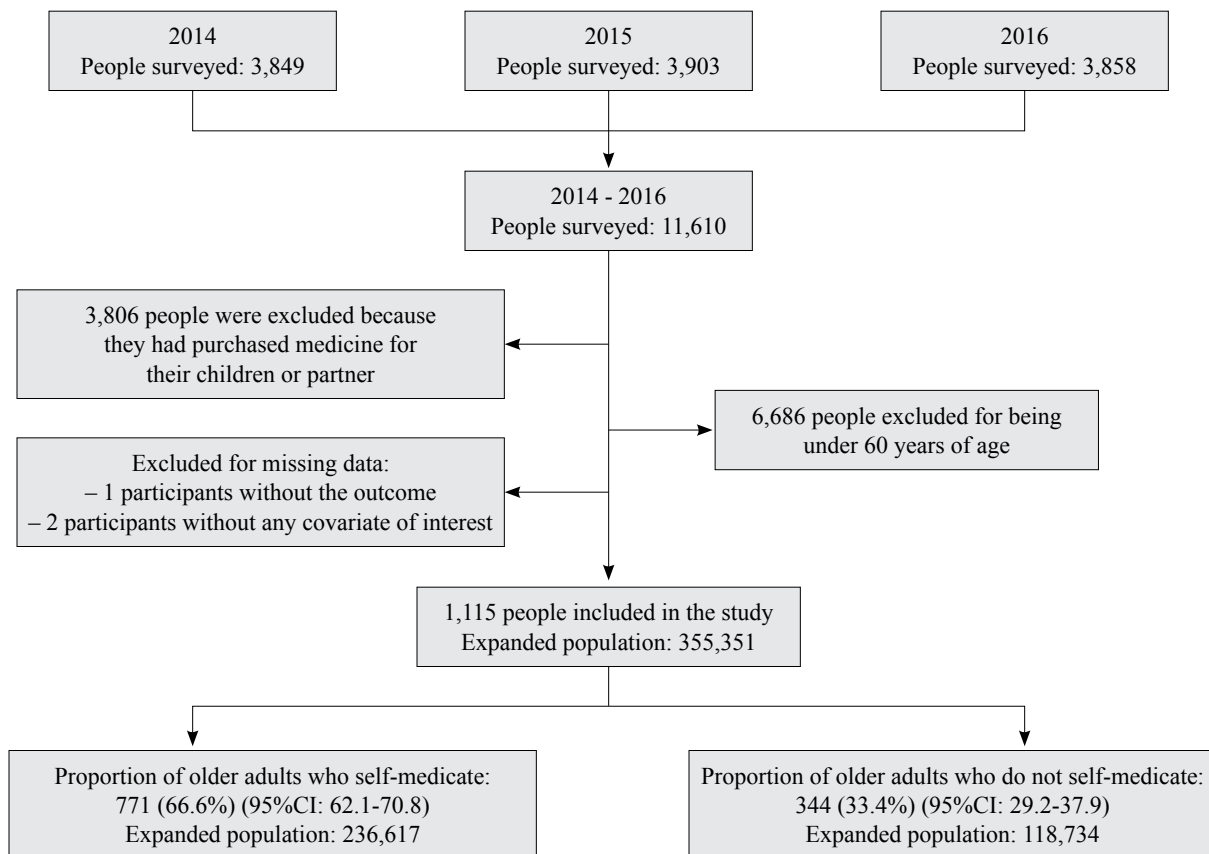 2014
People surveyed: 3,849
2015
People surveyed: 3,903
2016
People surveyed: 3,858
2014 - 2016
People surveyed: 11,610
3,806 people were excluded because
they had purchased medicine for
their children or partner
6,686 people excluded for being
under 60 years of age
Excluded for missing data:
– 1 participants without the outcome
– 2 participants without any covariate of interest
1,115 people included in the study
Expanded population: 355,351
Proportion of older adults who self-medicate:
771 (66.6%) (95%CI: 62.1-70.8)
Expanded population: 236,617
Proportion of older adults who do not self-medicate:
344 (33.4%) (95%CI: 29.2-37.9)
Expanded population: 118,734